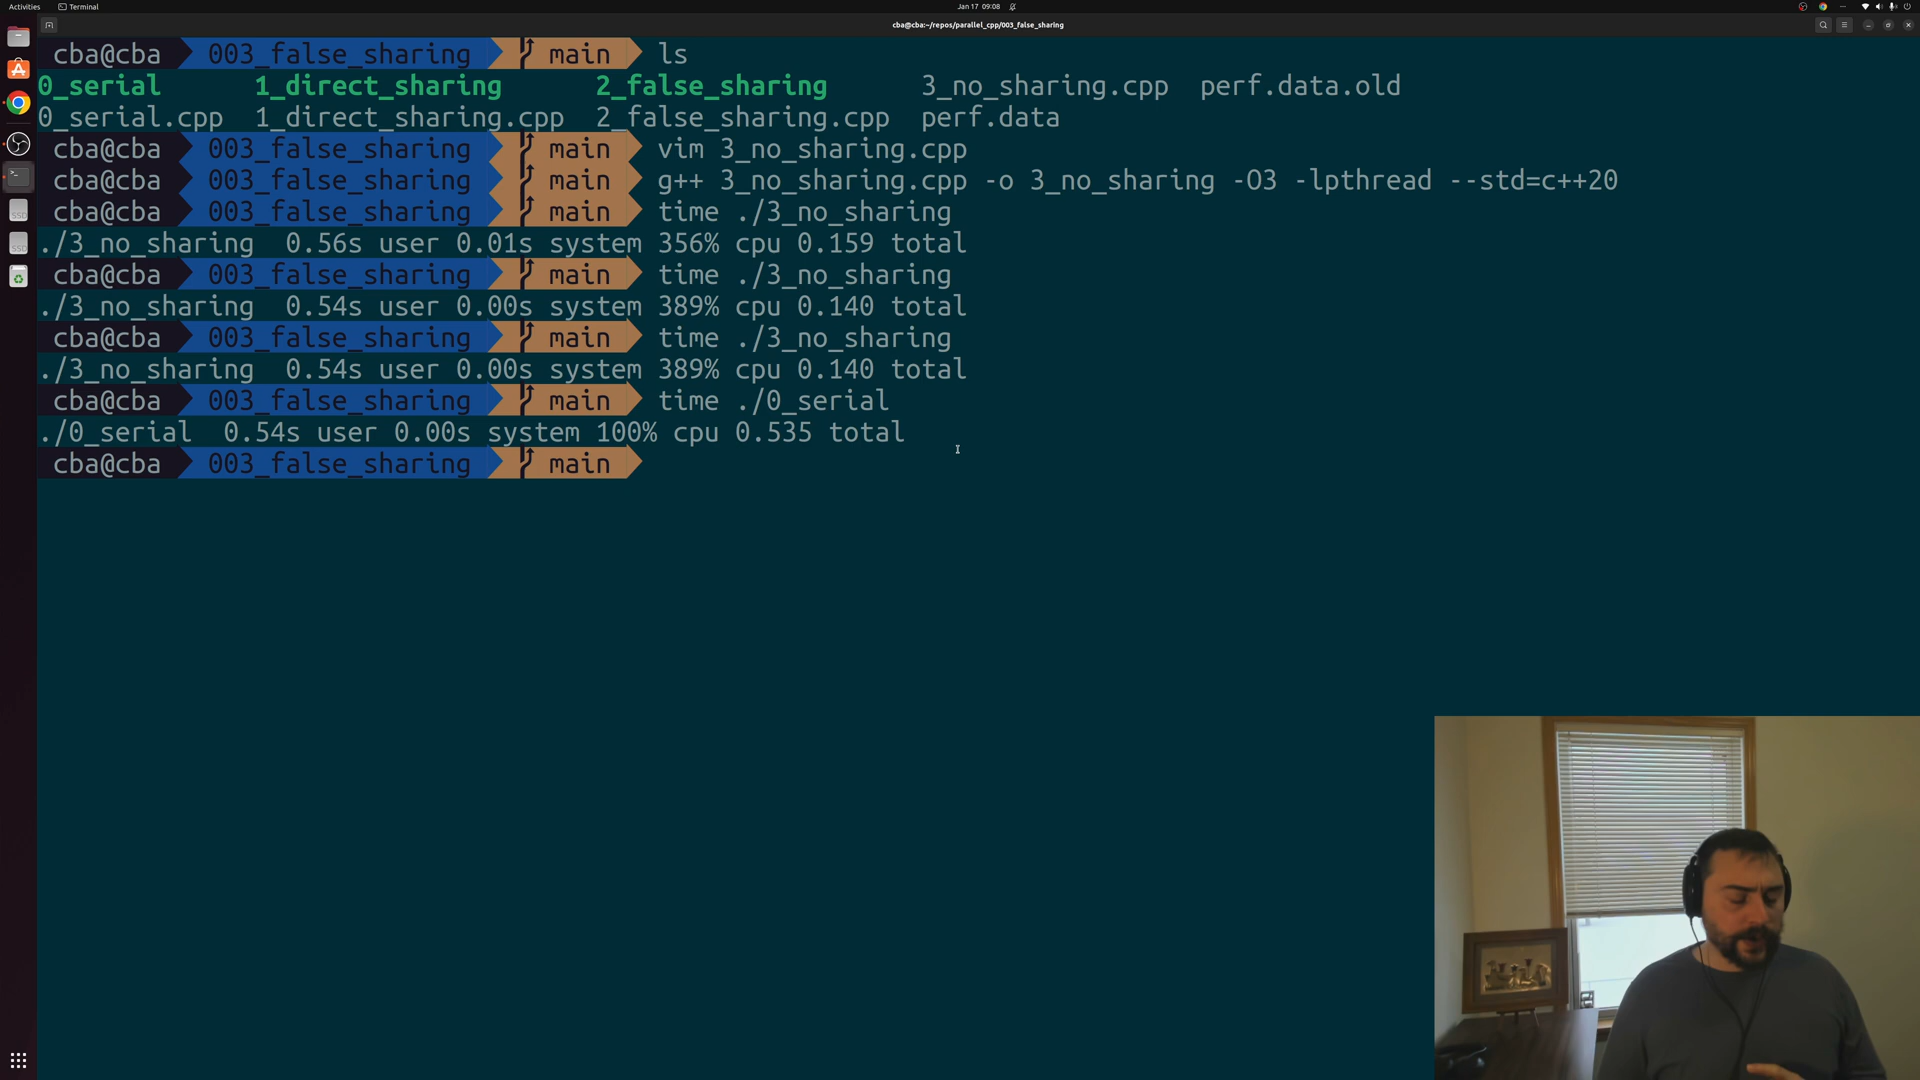 Activities Terminal Jan 17 09:08
cba@cba:~/repos/parallel_cpp/003_false_sharing
cba@cba 003_false_sharing main ls
0_serial 1_direct_sharing 2_false_sharing 3_no_sharing.cpp perf.data.old
0_serial.cpp 1_direct_sharing.cpp 2_false_sharing.cpp perf.data
cba@cba 003_false_sharing main vim 3_no_sharing.cpp
cba@cba 003_false_sharing main g++ 3_no_sharing.cpp -o 3_no_sharing -O3 -lpthread --std=c++20
cba@cba 003_false_sharing main time ./3_no_sharing
./3_no_sharing 0.56s user 0.01s system 356% cpu 0.159 total
cba@cba 003_false_sharing main time ./3_no_sharing
./3_no_sharing 0.54s user 0.00s system 389% cpu 0.140 total
cba@cba 003_false_sharing main time ./3_no_sharing
./3_no_sharing 0.54s user 0.00s system 389% cpu 0.140 total
cba@cba 003_false_sharing main time ./0_serial
./0_serial 0.54s user 0.00s system 100% cpu 0.535 total
cba@cba 003_false_sharing main
SSD
SSD